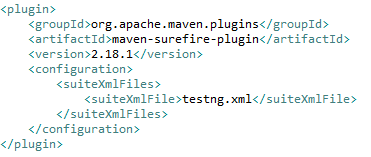 <plugin>
    <groupId>org.apache.maven.plugins</groupId>
    <artifactId>maven-surefire-plugin</artifactId>
    <version>2.18.1</version>
    <configuration>
        <suiteXmlFiles>
            <suiteXmlFile>testng.xml</suiteXmlFile>
        </suiteXmlFiles>
    </configuration>
</plugin>